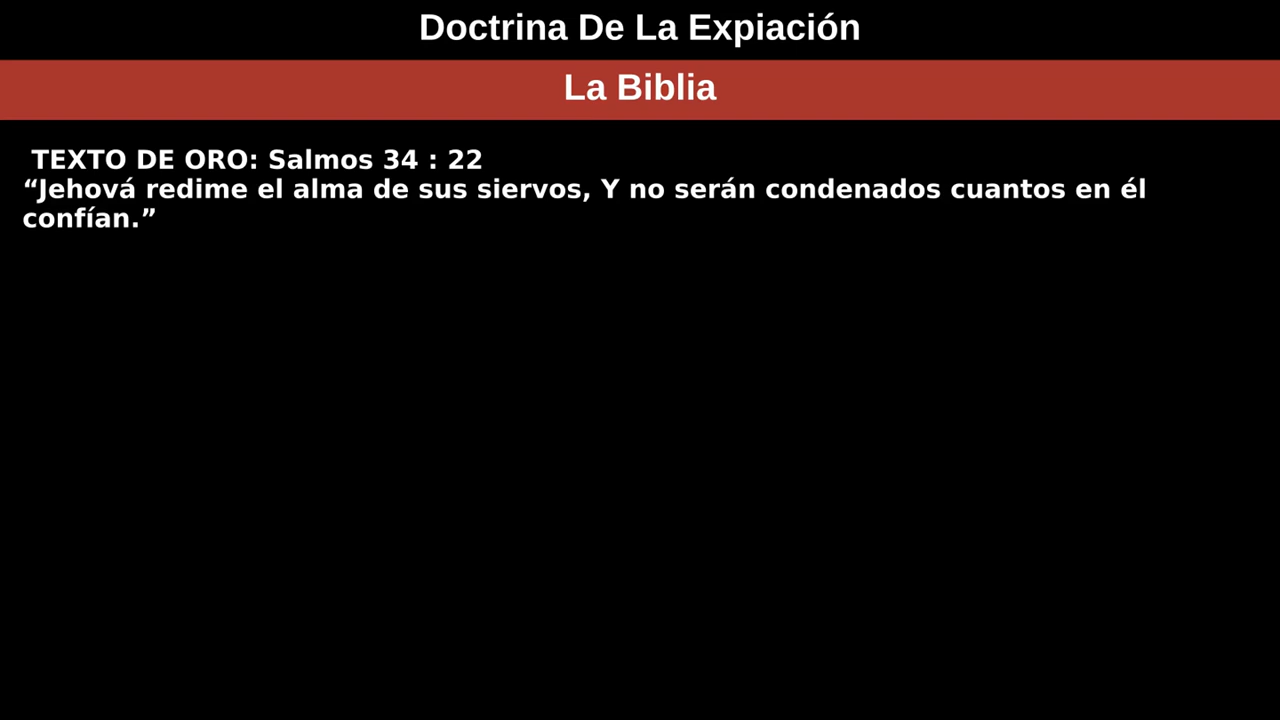 Doctrina De La Expiación
La Biblia
TEXTO DE ORO: Salmos 34 : 22
“Jehová redime el alma de sus siervos, Y no serán condenados cuantos en él
confían.”